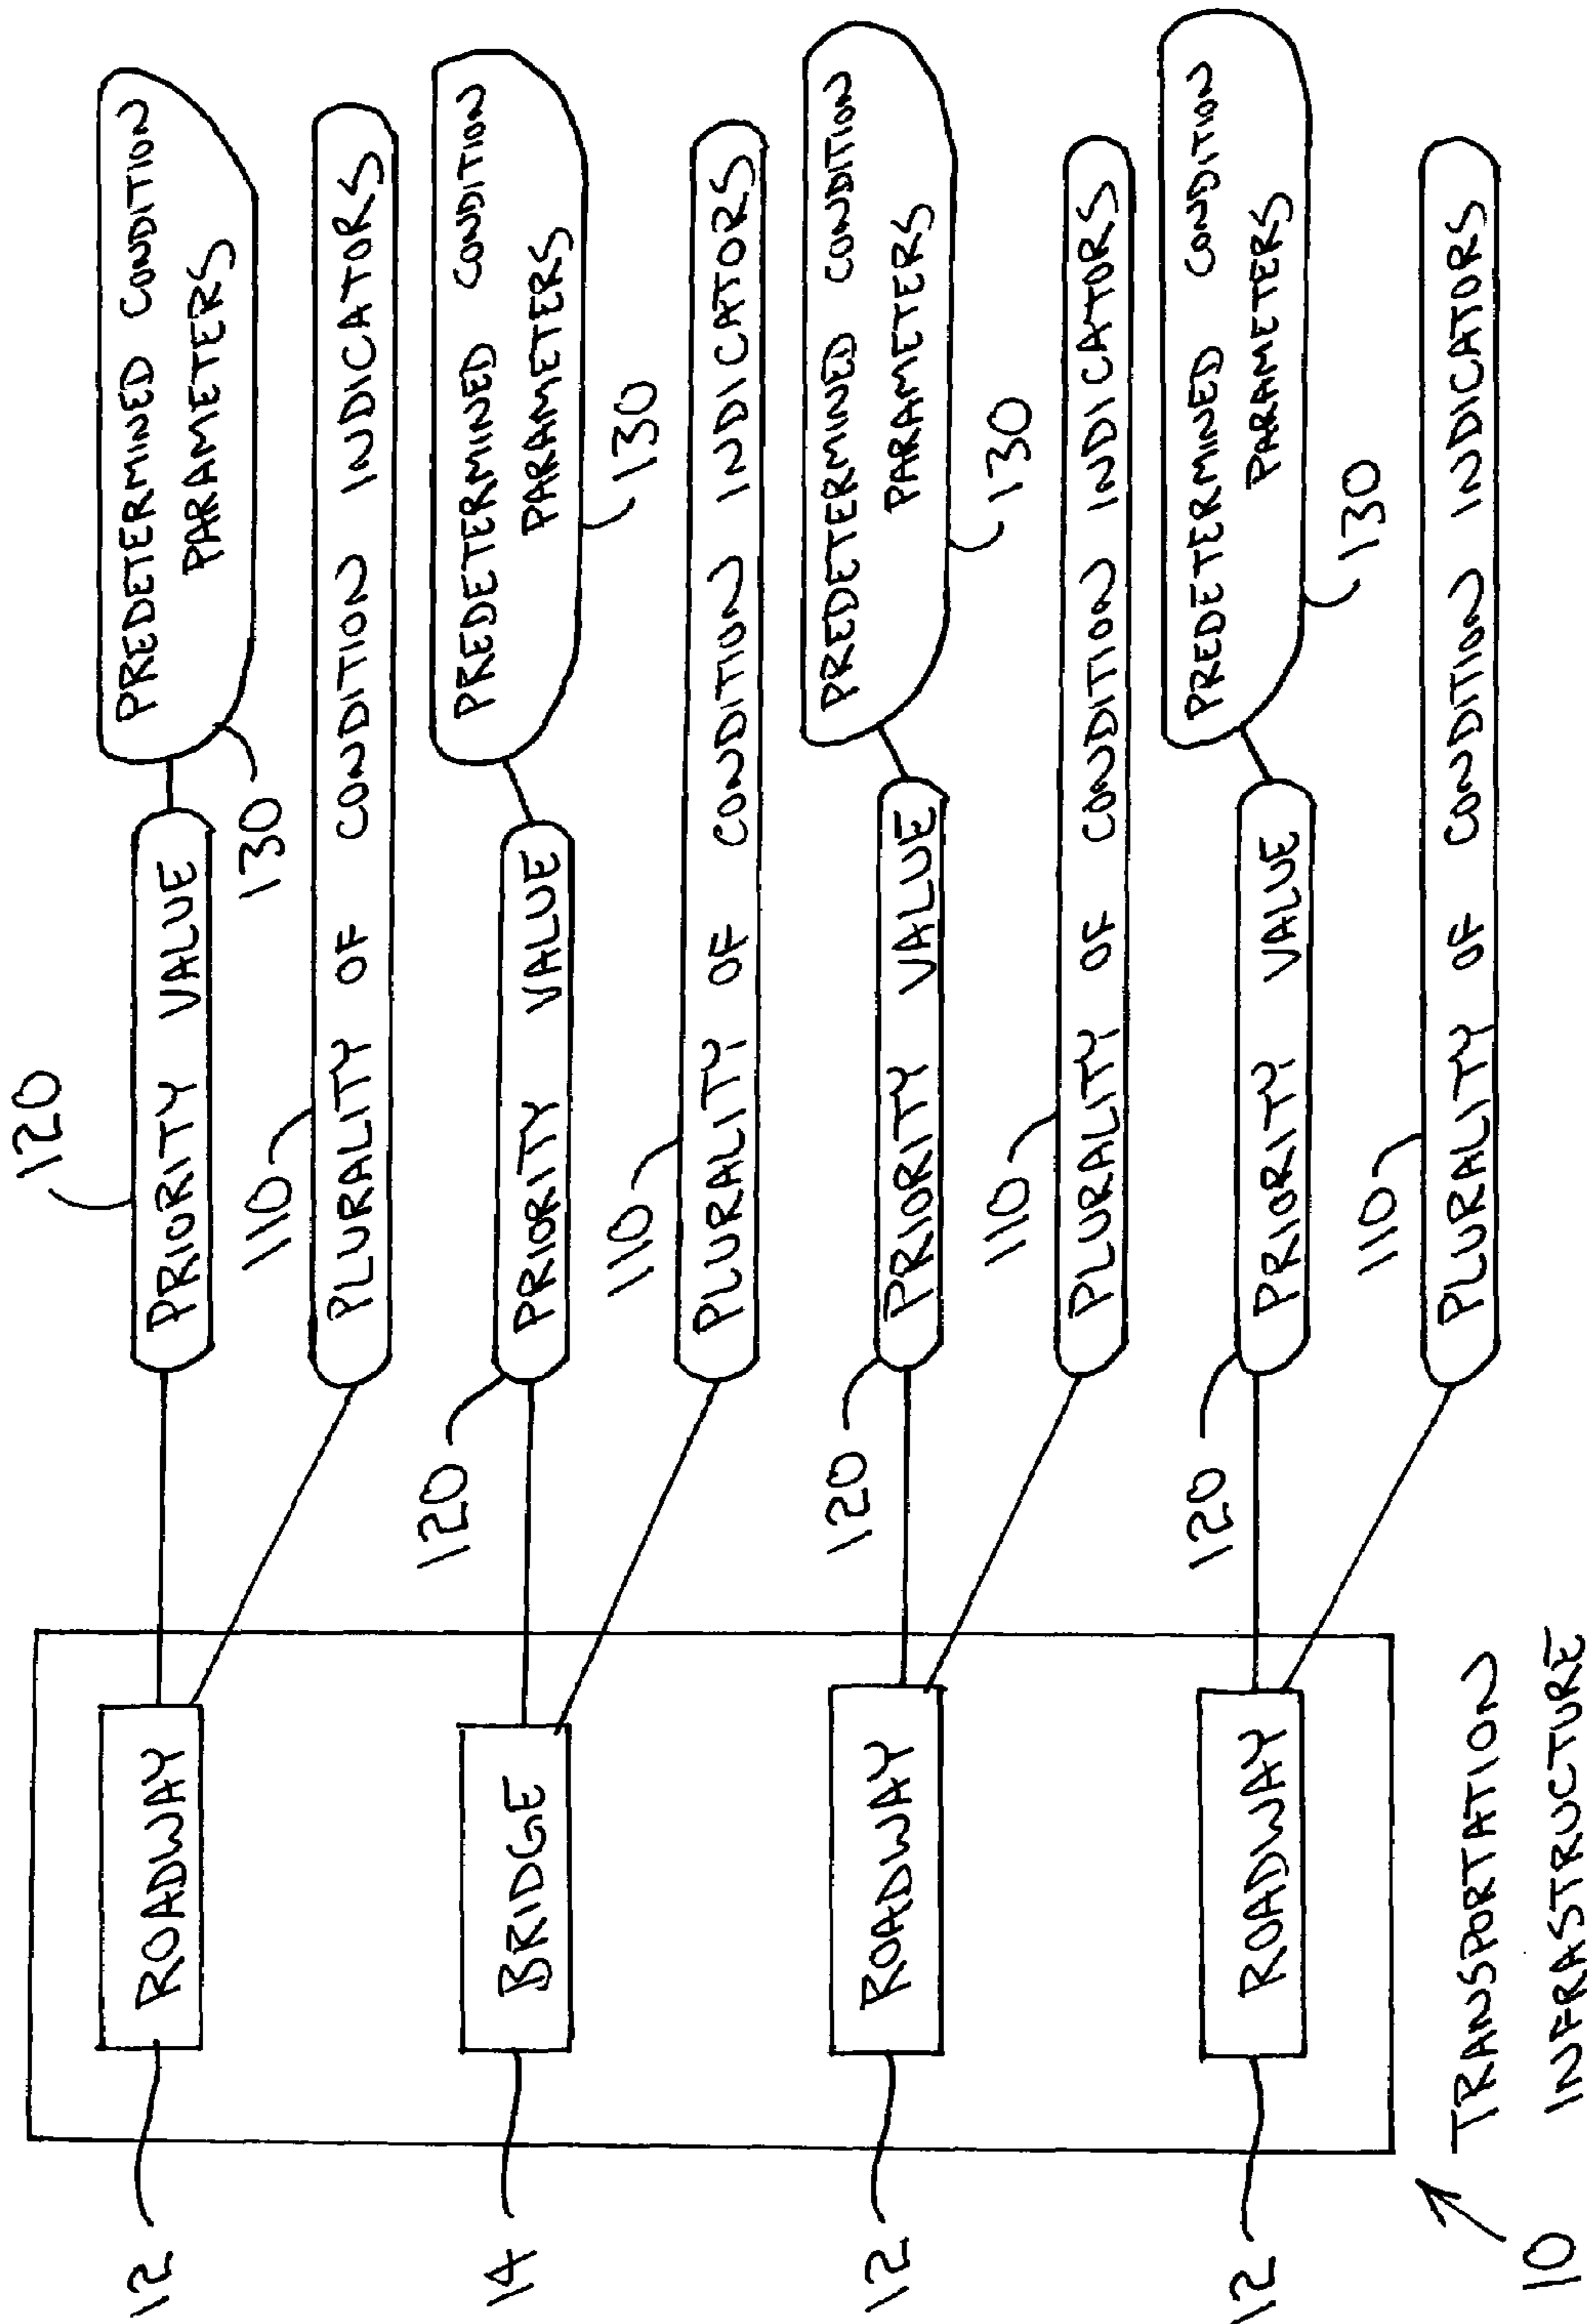 120
PRIORITY VALUE
PREDETERMINED CONDITION
PARAMETERS
12
ROADWAY
130
110
PLURALITY OF CONDITION INDICATORS
120
PRIORITY VALUE
PREDETERMINED CONDITION
PARAMETERS
14
BRIDGE
130
110
PLURALITY OF CONDITION INDICATORS
120
PRIORITY VALUE
PREDETERMINED CONDITION
PARAMETERS
12
ROADWAY
130
110
PLURALITY OF CONDITION INDICATORS
120
PRIORITY VALUE
PREDETERMINED CONDITION
PARAMETERS
12
ROADWAY
130
110
PLURALITY OF CONDITION INDICATORS
10
TRANSPORTATION
INFRASTRUCTURE